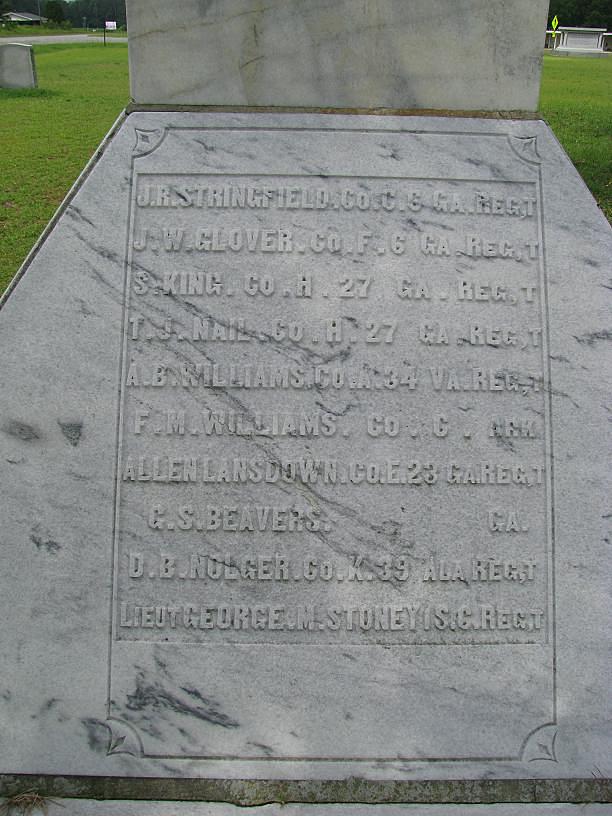 J.R.STRINGFIELD.CO.C.6 GA.REG,T
J.W.GLOVER.CO.F.6 GA.REG,T
S.KING. CO.H. 27 GA. REG,T
T.J.NAIL.CO.H.27 GA.REG,T
A.B.WILLIAMS.CO.A.34 VA.REG,T
F.M.WILLIAMS. CO.C. ARK
ALLEN LANSDOWN.CO.E.23 GA.REG,T
G.S.BEAVERS. GA.
D.B.NOLGER.CO.K.39 ALA REG,T
LIEUT GEORGE.M.STONEY 1 S.C.REG,T